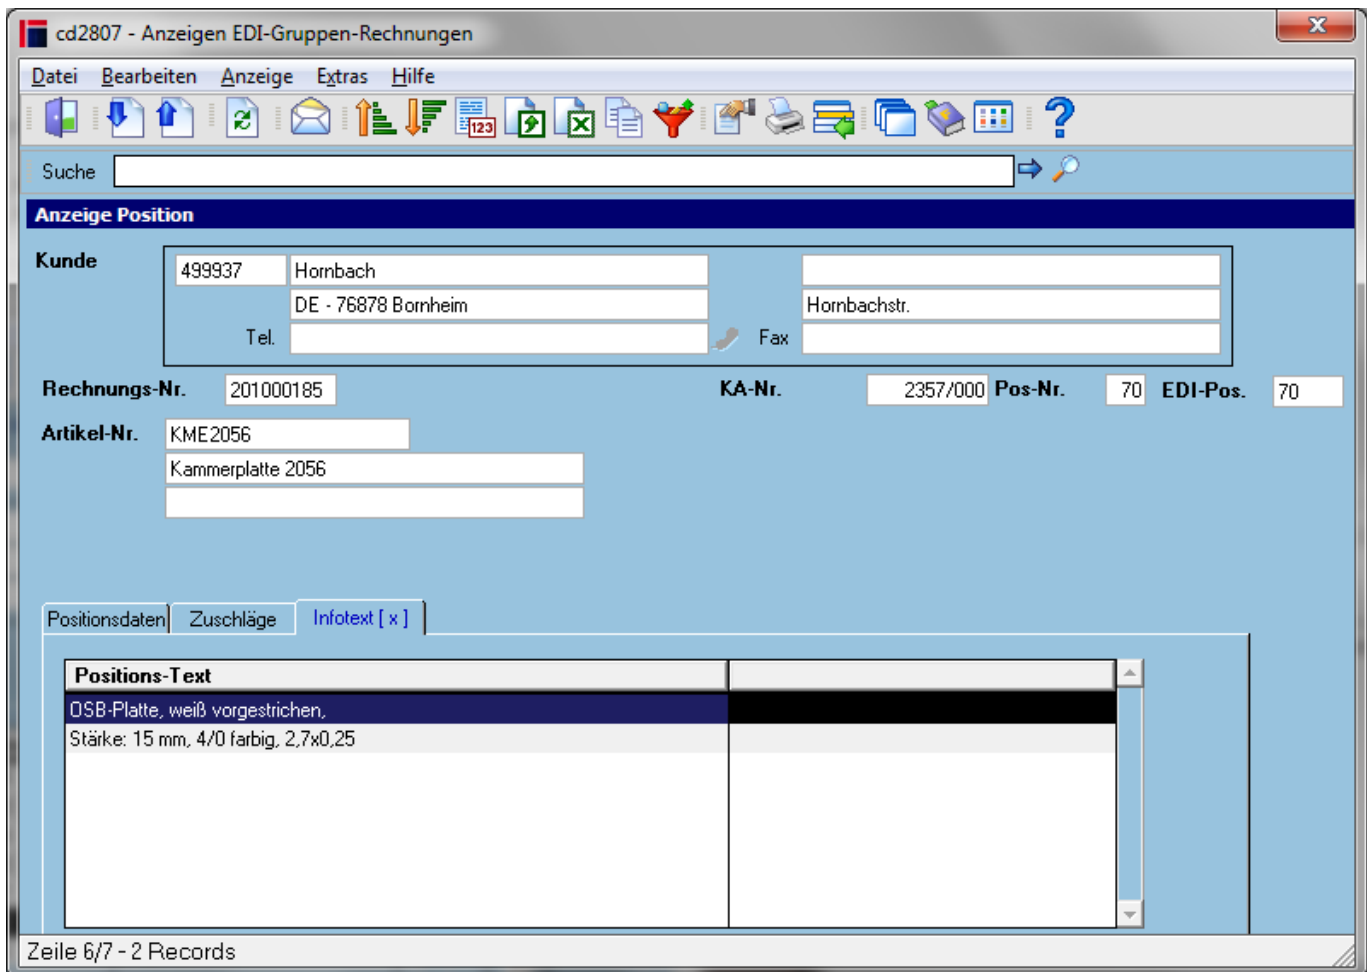 cd2807 - Anzeigen EDI-Gruppen-Rechnungen
Datei Bearbeiten Anzeige Extras Hilfe
123
Suche
Anzeige Position
Kunde 499937 Hornbach
DE - 76878 Bornheim Hornbachstr.
Tel. Fax
Rechnungs-Nr. 201000185 KA-Nr. 2357/000 Pos-Nr. 70 EDI-Pos. 70
Artikel-Nr. KME2056
Kammerplatte 2056
Positionsdaten Zuschläge Infotext [ x ]
Positions-Text
OSB-Platte, weiß vorgestrichen,
Stärke: 15 mm, 4/0 farbig, 2,7x0,25
Zeile 6/7 - 2 Records